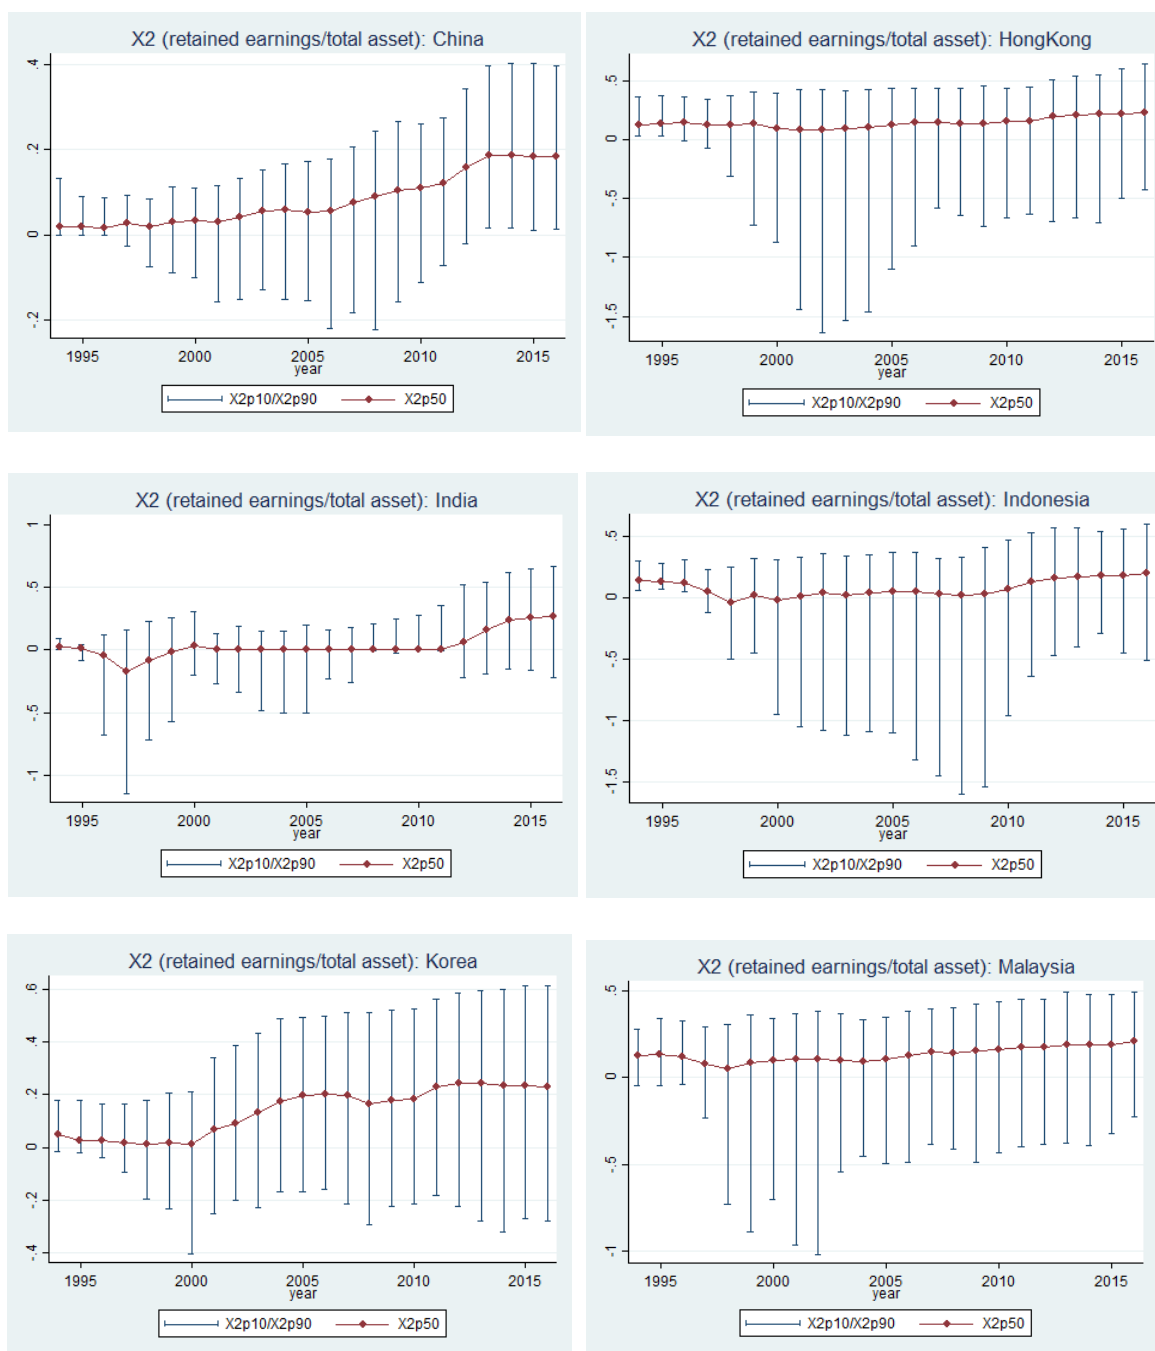 X2 (retained earnings/total asset): China
.4
.2
0
-.2
1995 2000 2005 2010 2015
year
X2p10/X2p90 X2p50
X2 (retained earnings/total asset): HongKong
.5
0
-.5
-1
-1.5
1995 2000 2005 2010 2015
year
X2p10/X2p90 X2p50
X2 (retained earnings/total asset): India
1
.5
0
-.5
-1
1995 2000 2005 2010 2015
year
X2p10/X2p90 X2p50
X2 (retained earnings/total asset): Indonesia
.5
0
-.5
-1
-1.5
1995 2000 2005 2010 2015
year
X2p10/X2p90 X2p50
X2 (retained earnings/total asset): Korea
.6
.4
.2
0
-.2
-.4
1995 2000 2005 2010 2015
year
X2p10/X2p90 X2p50
X2 (retained earnings/total asset): Malaysia
.5
0
-.5
-1
1995 2000 2005 2010 2015
year
X2p10/X2p90 X2p50